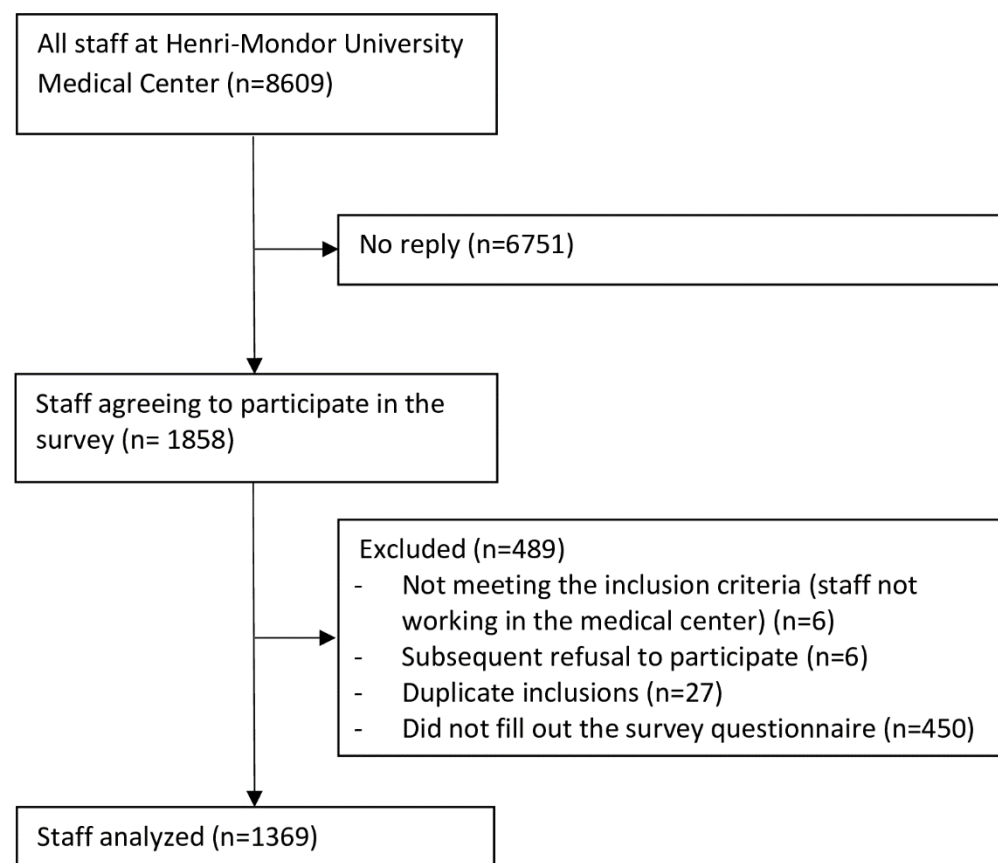 All staff at Henri-Mondor University
Medical Center (n=8609)
No reply (n=6751)
Staff agreeing to participate in the
survey (n= 1858)
Excluded (n=489)
- Not meeting the inclusion criteria (staff not
working in the medical center) (n=6)
- Subsequent refusal to participate (n=6)
- Duplicate inclusions (n=27)
- Did not fill out the survey questionnaire (n=450)
Staff analyzed (n=1369)